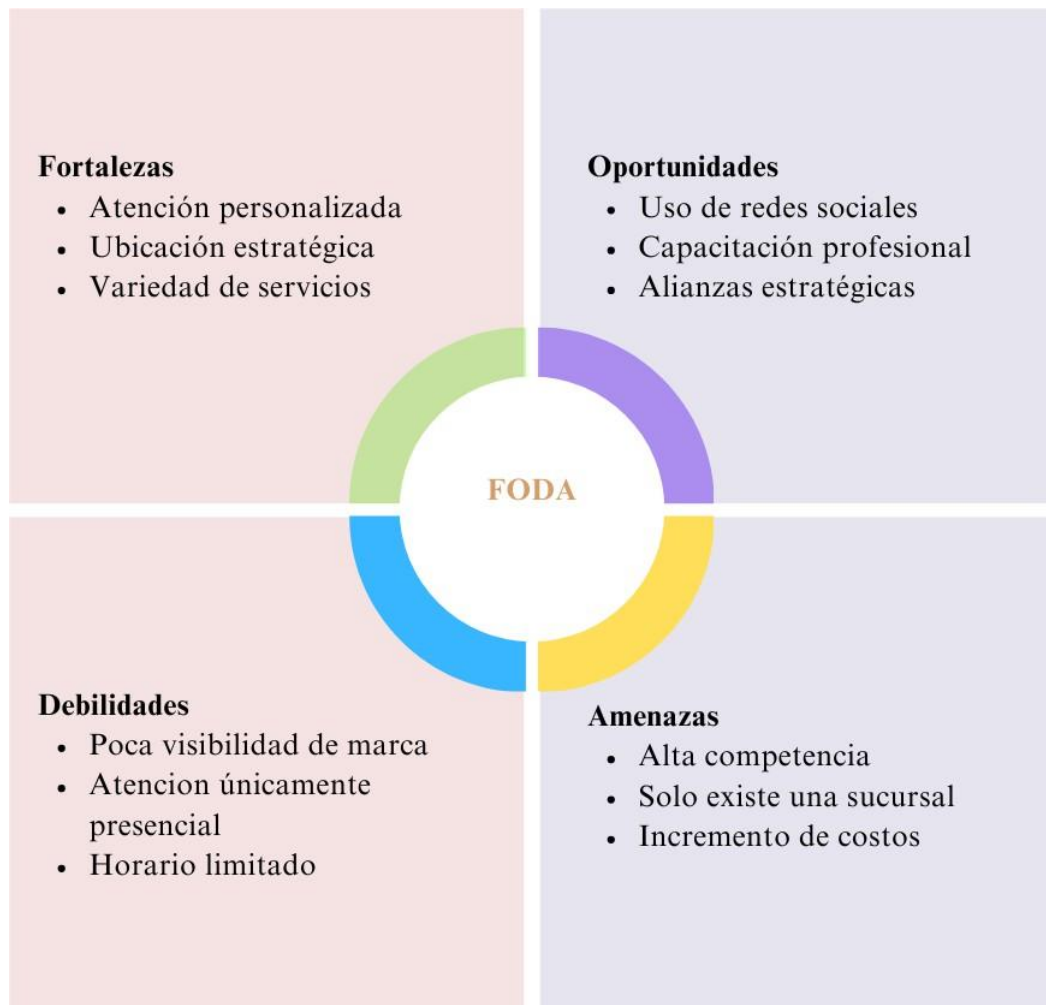 Fortalezas
• Atención personalizada
• Ubicación estratégica
• Variedad de servicios
Oportunidades
• Uso de redes sociales
• Capacitación profesional
• Alianzas estratégicas
FODA
Debilidades
• Poca visibilidad de marca
• Atencion únicamente
presencial
• Horario limitado
Amenazas
• Alta competencia
• Solo existe una sucursal
• Incremento de costos